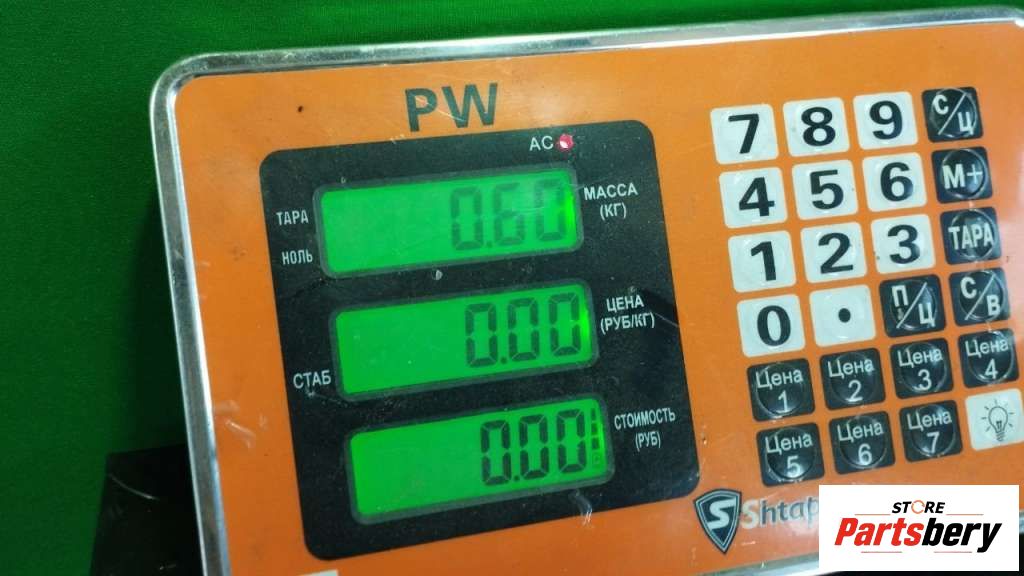 PW
AC
ТАРА
НОЛЬ
0.60
МАССА
(КГ)
0.00
ЦЕНА
(РУБ/КГ)
СТАБ
0.00
СТОИМОСТЬ
(РУБ)
7 8 9 С/Ц
4 5 6 М+
1 2 3 ТАРА
0 . П/Ц С/В
Цена 1 Цена 2 Цена 3 Цена 4
Цена 5 Цена 6 Цена 7
S Shtap
STORE
Partsbery